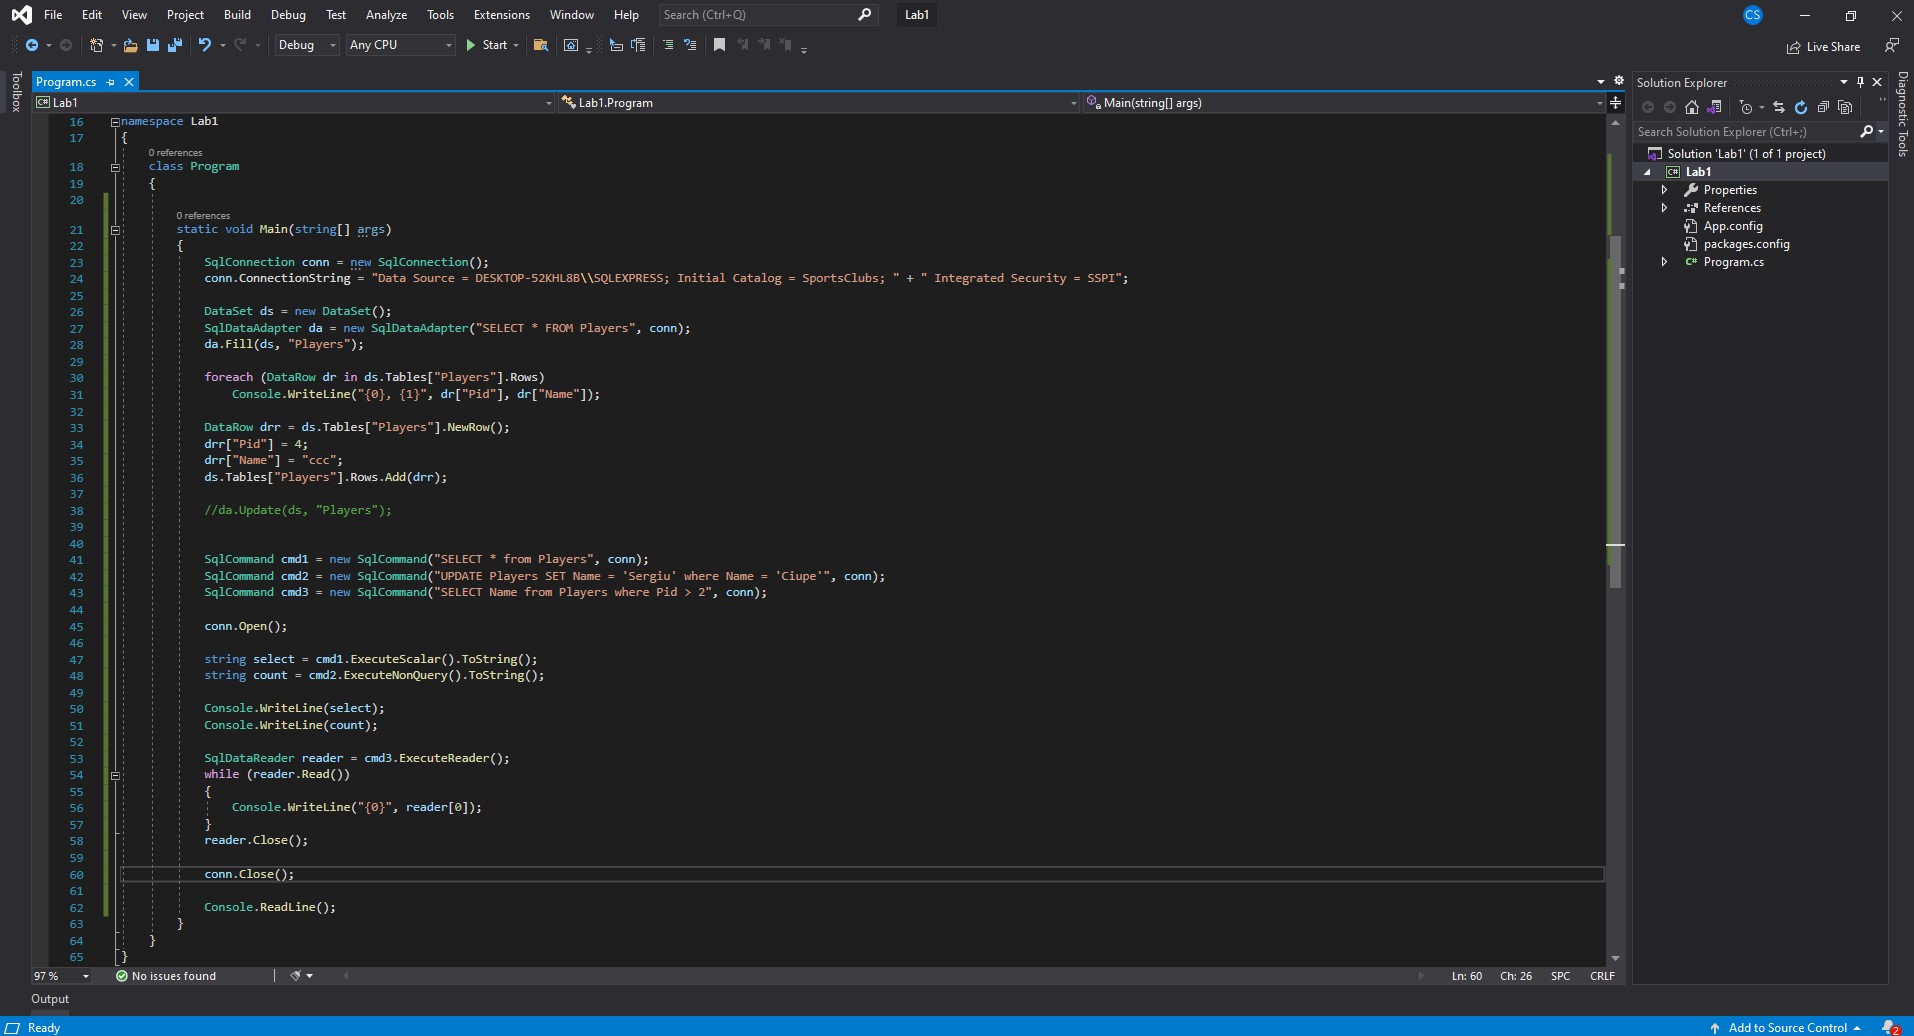 File Edit View Project Build Debug Test Analyze Tools Extensions Window Help Search (Ctrl+Q) Lab1 CS
Debug Any CPU Start Live Share
Toolbox
Program.cs
Lab1 Lab1.Program Main(string[] args)
16 namespace Lab1
17 {
0 references
18 class Program
19 {
20
0 references
21 static void Main(string[] args)
22 {
23 SqlConnection conn = new SqlConnection();
24 conn.ConnectionString = "Data Source = DESKTOP-52KHL8B\\SQLEXPRESS; Initial Catalog = SportsClubs; " + " Integrated Security = SSPI";
25
26 DataSet ds = new DataSet();
27 SqlDataAdapter da = new SqlDataAdapter("SELECT * FROM Players", conn);
28 da.Fill(ds, "Players");
29
30 foreach (DataRow dr in ds.Tables["Players"].Rows)
31 Console.WriteLine("{0}, {1}", dr["Pid"], dr["Name"]);
32
33 DataRow drr = ds.Tables["Players"].NewRow();
34 drr["Pid"] = 4;
35 drr["Name"] = "ccc";
36 ds.Tables["Players"].Rows.Add(drr);
37
38 //da.Update(ds, "Players");
39
40
41 SqlCommand cmd1 = new SqlCommand("SELECT * from Players", conn);
42 SqlCommand cmd2 = new SqlCommand("UPDATE Players SET Name = 'Sergiu' where Name = 'Ciupe'", conn);
43 SqlCommand cmd3 = new SqlCommand("SELECT Name from Players where Pid > 2", conn);
44
45 conn.Open();
46
47 string select = cmd1.ExecuteScalar().ToString();
48 string count = cmd2.ExecuteNonQuery().ToString();
49
50 Console.WriteLine(select);
51 Console.WriteLine(count);
52
53 SqlDataReader reader = cmd3.ExecuteReader();
54 while (reader.Read())
55 {
56 Console.WriteLine("{0}", reader[0]);
57 }
58 reader.Close();
59
60 conn.Close();
61
62 Console.ReadLine();
63 }
64 }
65 }
97 % No issues found Ln: 60 Ch: 26 SPC CRLF
Output
Ready Add to Source Control 2
Solution Explorer
Search Solution Explorer (Ctrl+;)
Solution 'Lab1' (1 of 1 project)
C# Lab1
Properties
References
App.config
packages.config
C# Program.cs
Diagnostic Tools